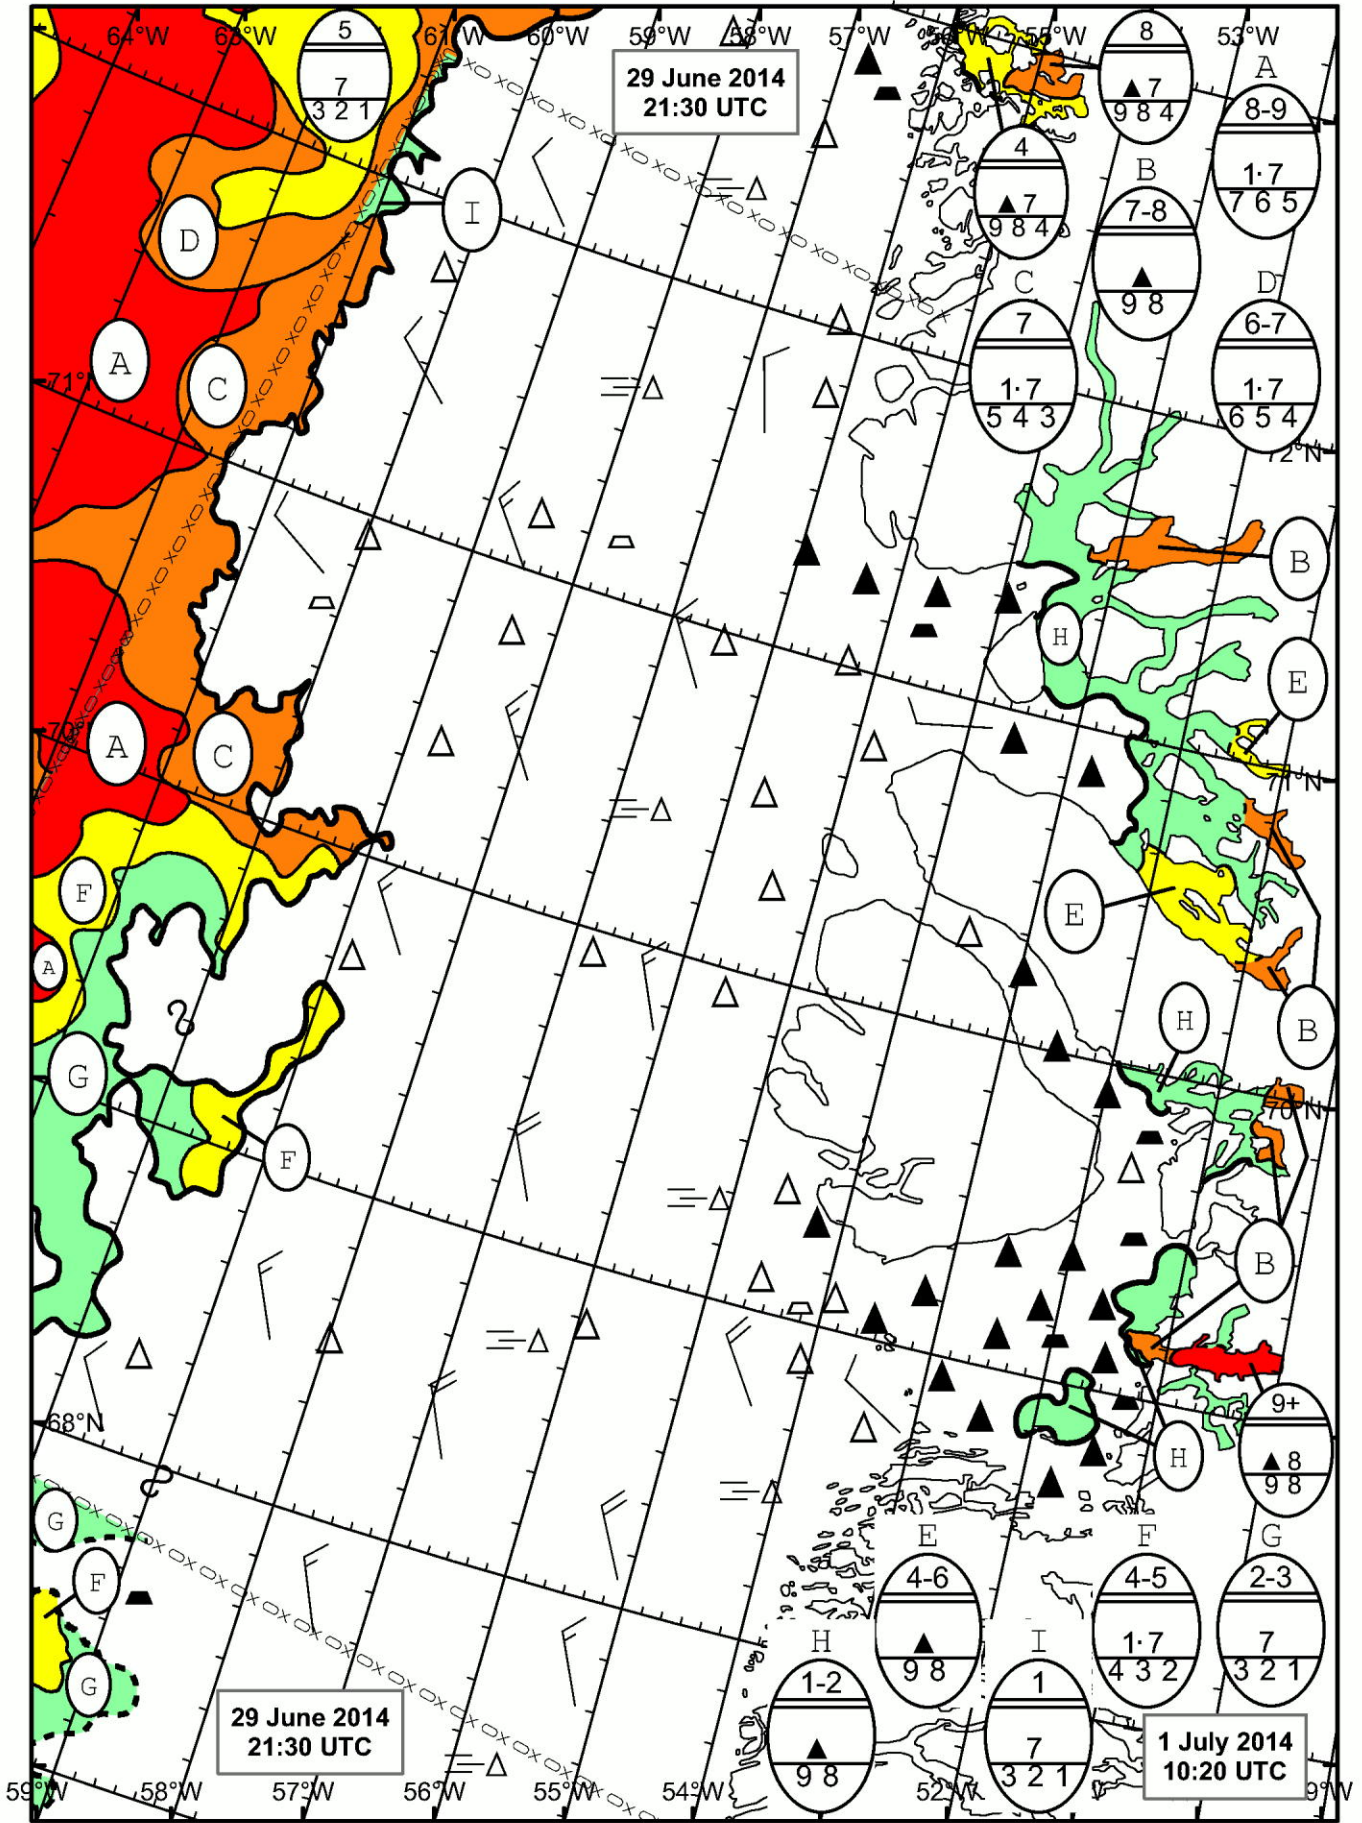 64°W 63°W 61°W 60°W 59°W 58°W 57°W 55°W 53°W
5
7
3 2 1
29 June 2014
21:30 UTC
8
7
9 8 4
A
8-9
1·7
7 6 5
4
7
9 8 4
B
7-8
9 8
I
D
C
7
1·7
5 4 3
D
6-7
1·7
6 5 4
A
C
71°
72°N
B
H
E
70°
A
C
71°N
F
E
A
H
B
G
70°N
F
B
68°N
9+
8
9 8
H
G
F
G
E
4-6
9 8
F
4-5
1·7
4 3 2
G
2-3
7
3 2 1
H
1-2
9 8
I
1
7
3 2 1
29 June 2014
21:30 UTC
1 July 2014
10:20 UTC
59°W 58°W 57°W 56°W 55°W 54°W 52°W